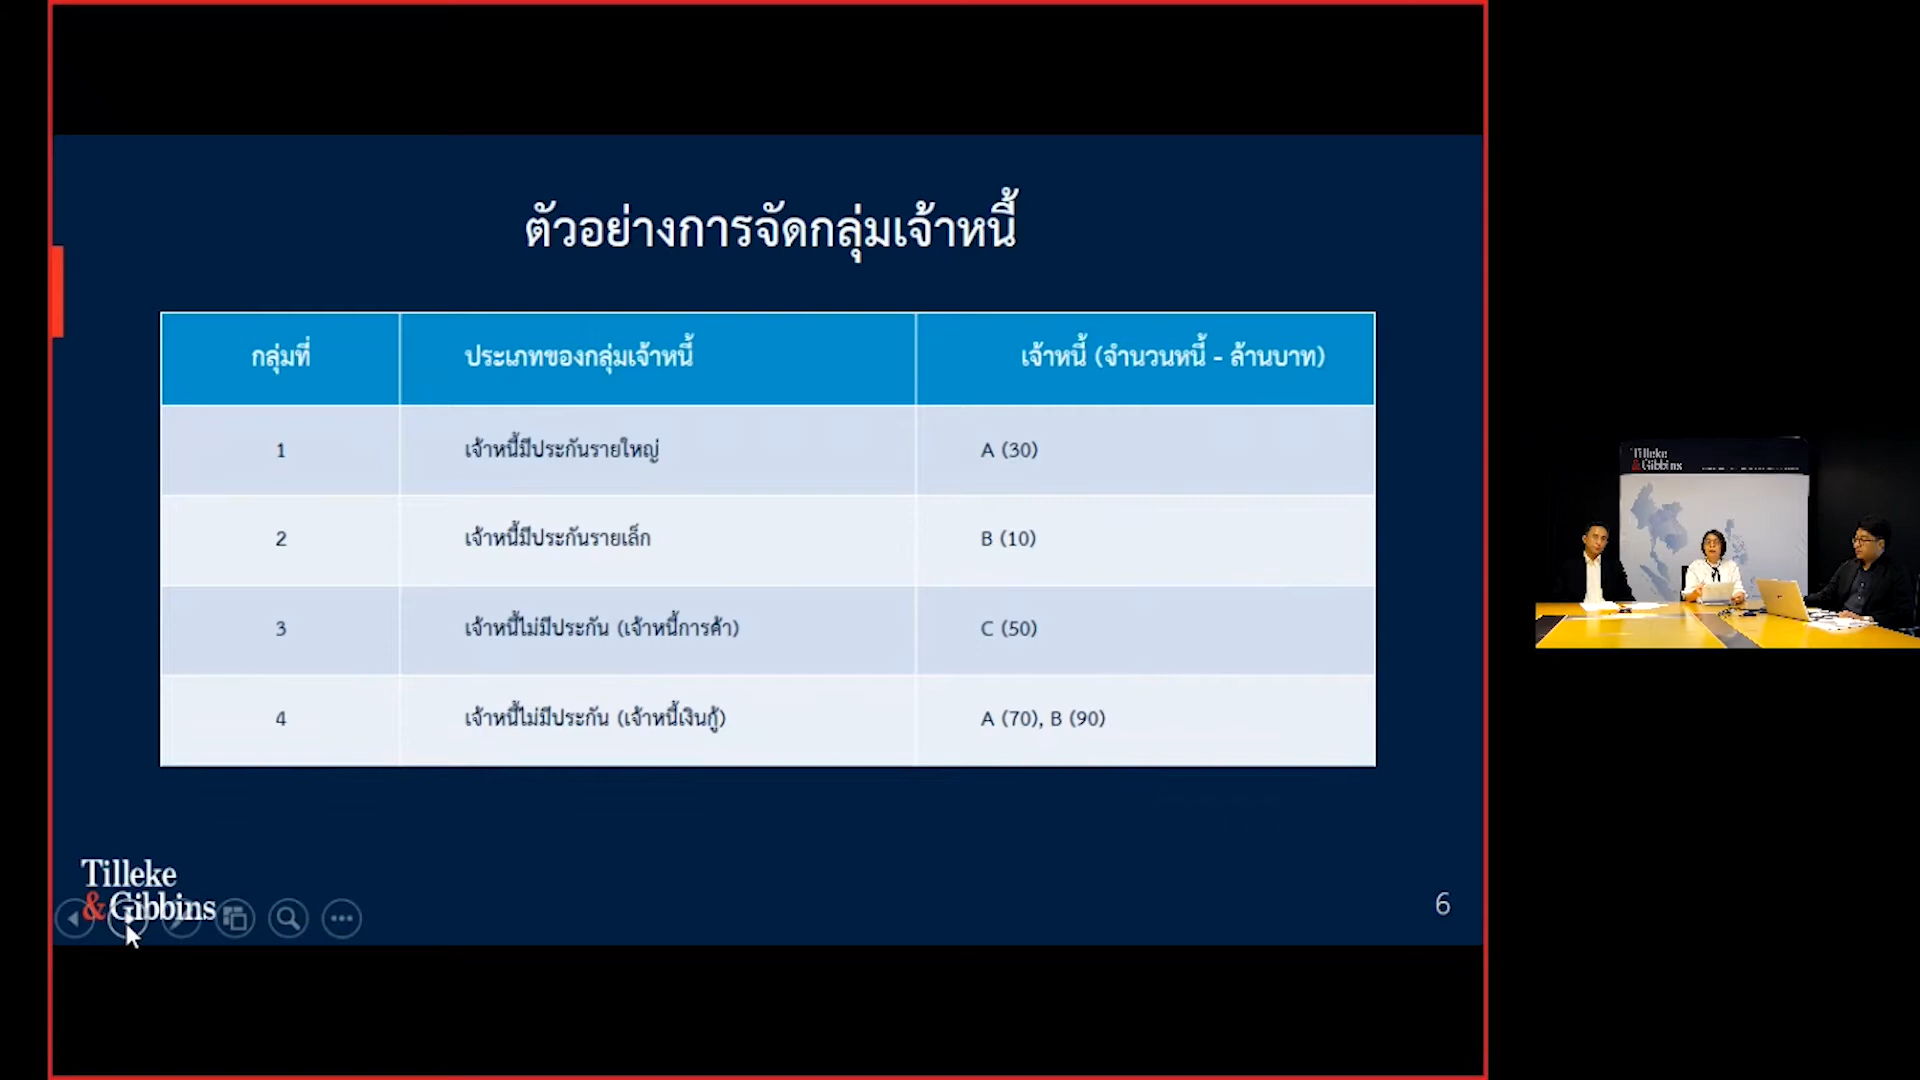 ตัวอย่างการจัดกลุ่มเจ้าหนี้
กลุ่มที่ ประเภทของกลุ่มเจ้าหนี้ เจ้าหนี้ (จำนวนหนี้ - ล้านบาท)
1 เจ้าหนี้มีประกันรายใหญ่ A (30)
2 เจ้าหนี้มีประกันรายเล็ก B (10)
3 เจ้าหนี้ไม่มีประกัน (เจ้าหนี้การค้า) C (50)
4 เจ้าหนี้ไม่มีประกัน (เจ้าหนี้เงินกู้) A (70), B (90)
Tilleke
& Gibbins
6
Tilleke
& Gibbins